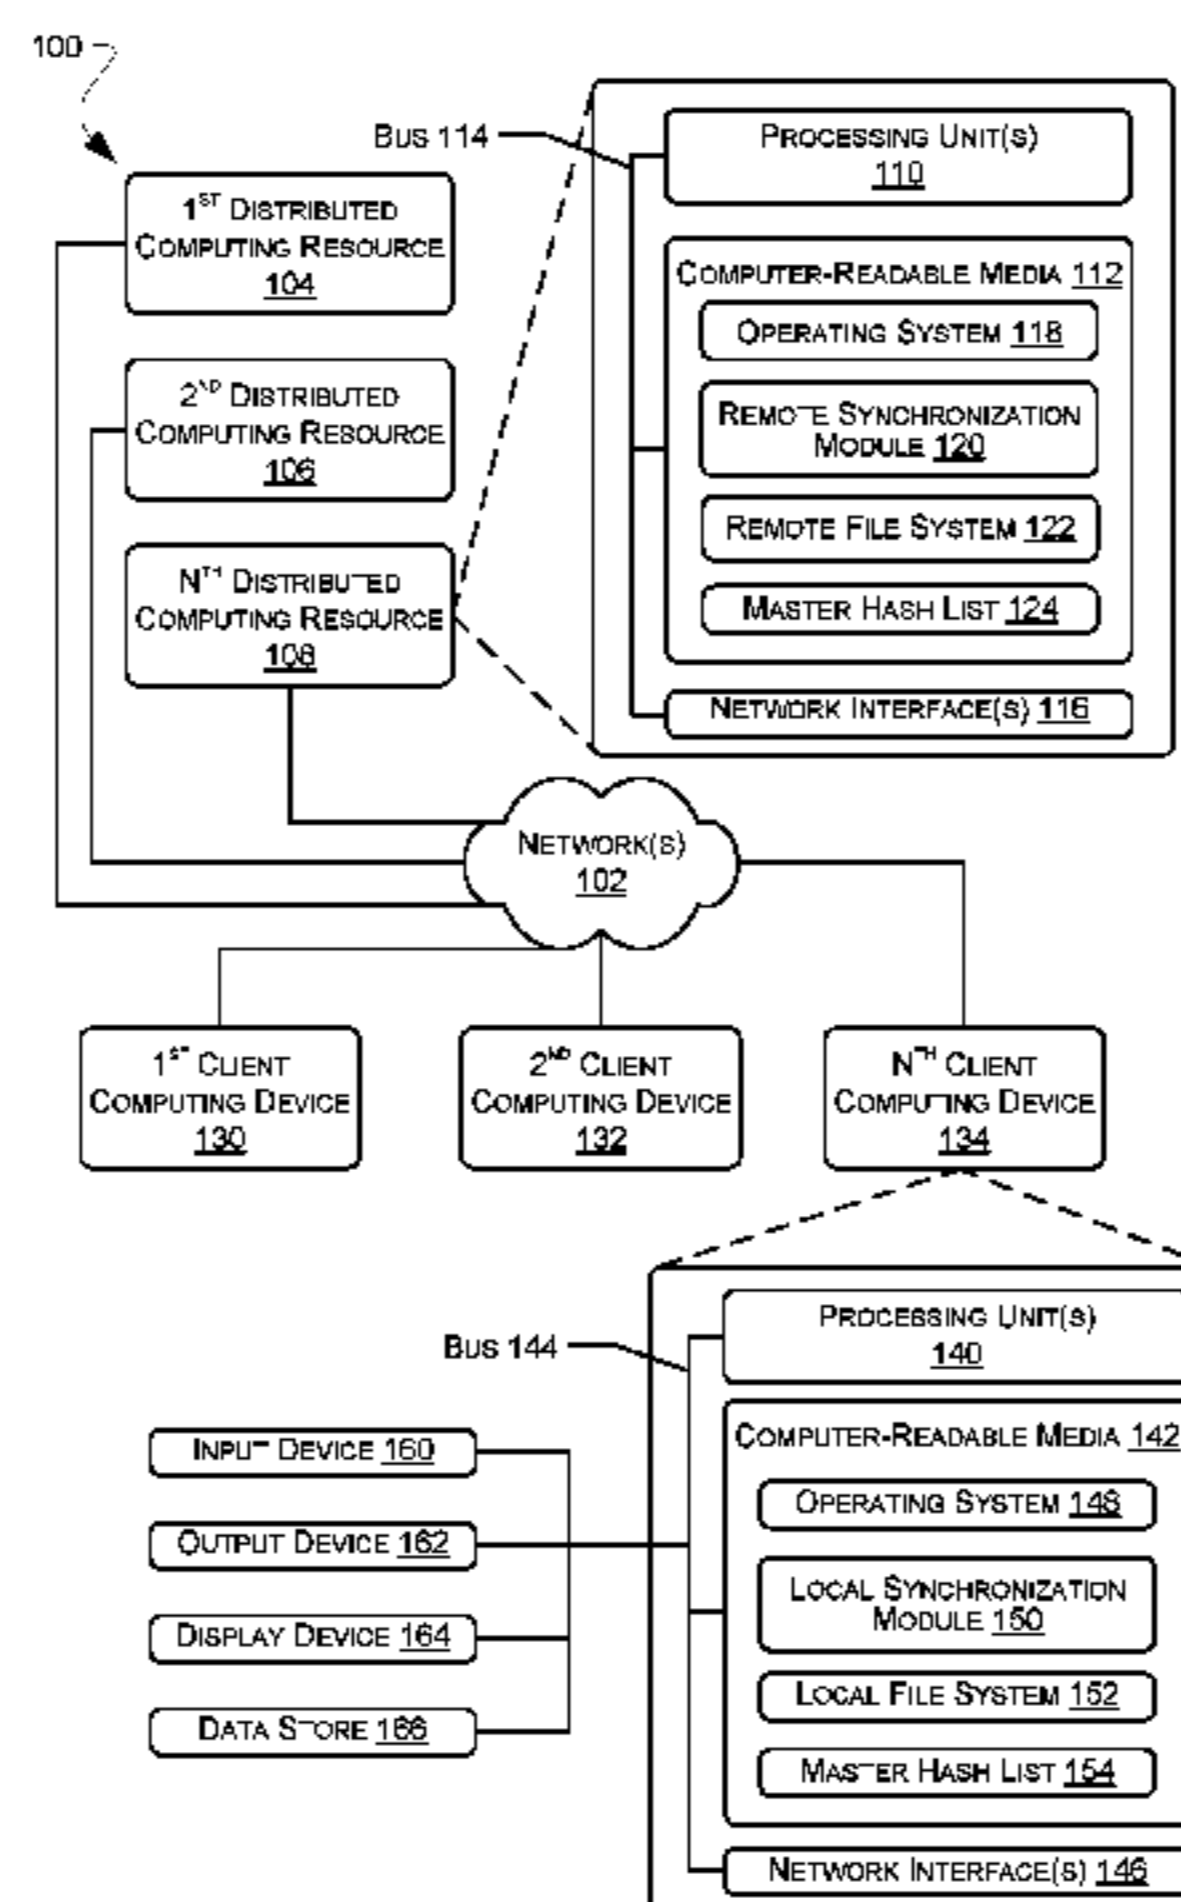 100
BUS 114
PROCESSING UNIT(S)
110
1ST DISTRIBUTED
COMPUTING RESOURCE
104
COMPUTER-READABLE MEDIA 112
OPERATING SYSTEM 118
2ND DISTRIBUTED
COMPUTING RESOURCE
106
REMOTE SYNCHRONIZATION
MODULE 120
REMOTE FILE SYSTEM 122
NTH DISTRIBUTED
COMPUTING RESOURCE
108
MASTER HASH LIST 124
NETWORK INTERFACE(S) 116
NETWORK(S)
102
1ST CLIENT
COMPUTING DEVICE
130
2ND CLIENT
COMPUTING DEVICE
132
NTH CLIENT
COMPUTING DEVICE
134
BUS 144
PROCESSING UNIT(S)
140
COMPUTER-READABLE MEDIA 142
OPERATING SYSTEM 148
LOCAL SYNCHRONIZATION
MODULE 150
LOCAL FILE SYSTEM 152
MASTER HASH LIST 154
NETWORK INTERFACE(S) 146
INPUT DEVICE 160
OUTPUT DEVICE 162
DISPLAY DEVICE 164
DATA STORE 166